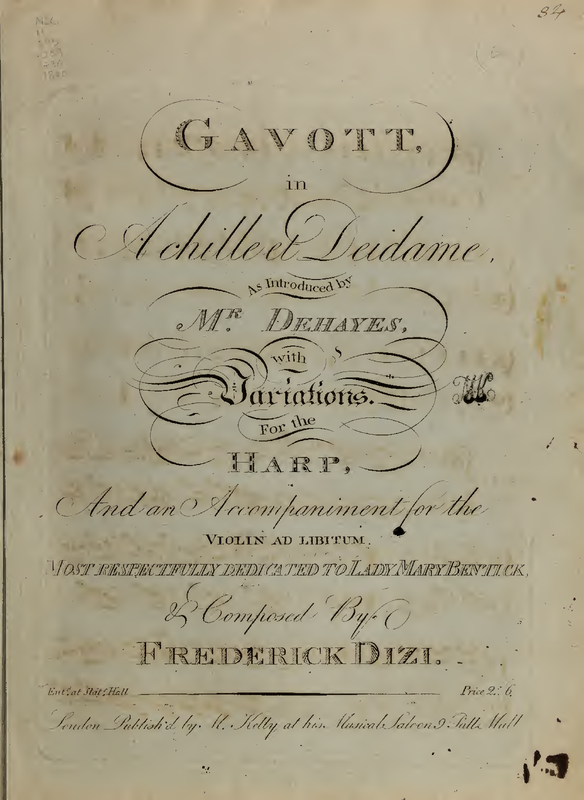 84
GAVOTT,
in
Achille et Deidame,
As Introduced by
MR. DEHAYES,
with
Variations.
For the
HARP,
And an Accompaniment for the
VIOLIN AD LIBITUM,
MOST RESPECTFULLY DEDICATED TO LADY MARY BENTICK,
& Composed By
FREDERICK DIZI.
Ent.d at Stat.s Hall
Price 2.s 6
London Publish'd by M. Kelly at his Musical Saloon 9 Pall Mall